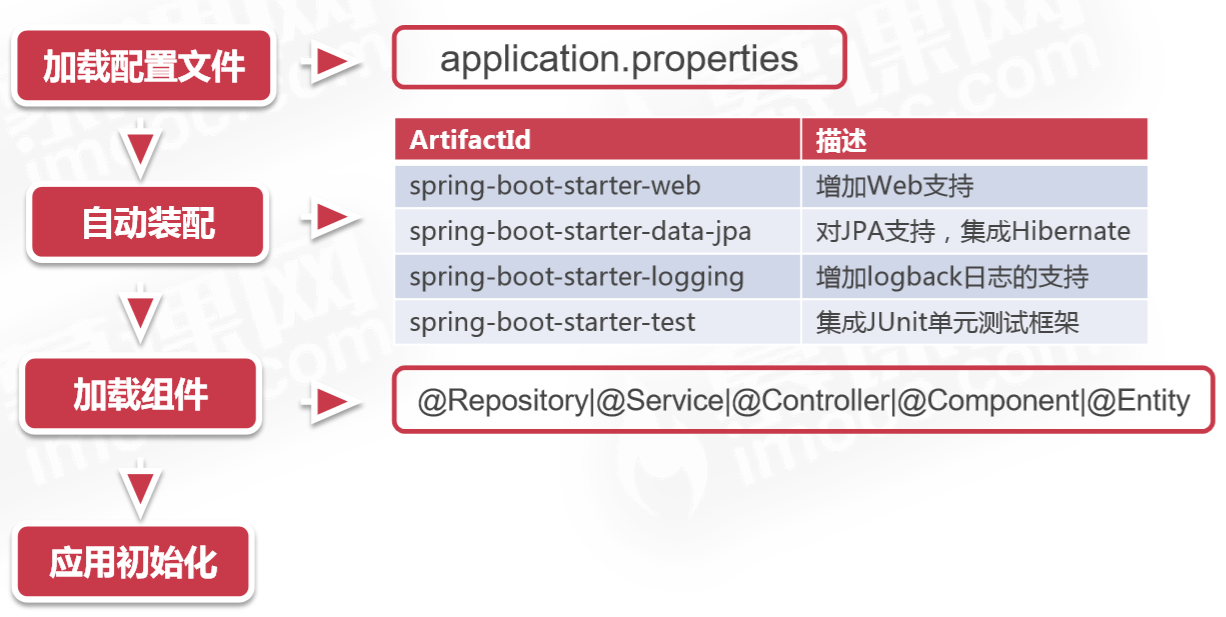 加载配置文件
application.properties
自动装配
ArtifactId 描述
spring-boot-starter-web 增加Web支持
spring-boot-starter-data-jpa 对JPA支持，集成Hibernate
spring-boot-starter-logging 增加logback日志的支持
spring-boot-starter-test 集成JUnit单元测试框架
加载组件
@Repository|@Service|@Controller|@Component|@Entity
应用初始化